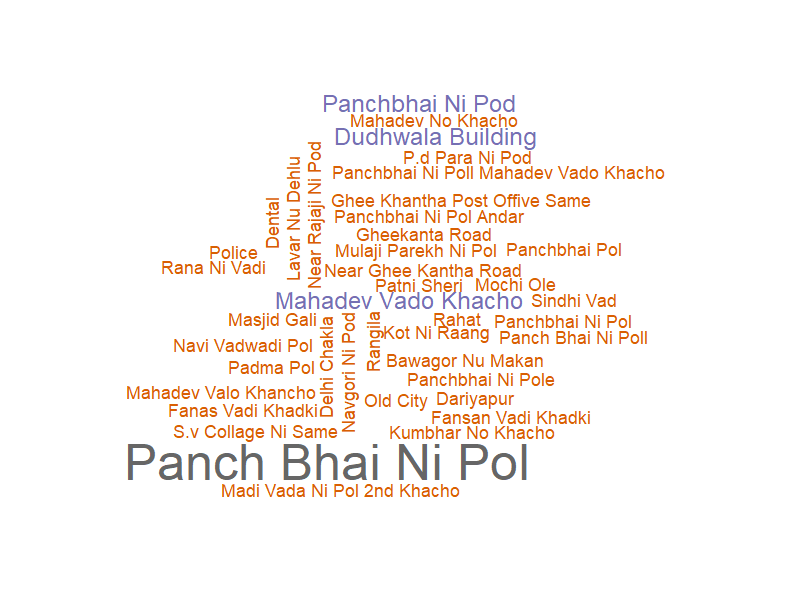 Panchbhai Ni Pod
Mahadev No Khacho
Dudhwala Building
P.d Para Ni Pod
Panchbhai Ni Poll Mahadev Vado Khacho
Near Rajaji Ni Pod
Lavar Nu Dehlu
Dental
Ghee Khantha Post Offive Same
Panchbhai Ni Pol Andar
Gheekanta Road
Police
Mulaji Parekh Ni Pol
Panchbhai Pol
Rana Ni Vadi
Near Ghee Kantha Road
Patni Sheri
Mochi Ole
Mahadev Vado Khacho
Sindhi Vad
Masjid Gali
Delhi Chakla
Navgori Ni Pod
Rangila
Rahat
Panchbhai Ni Pol
Kot Ni Raang
Panch Bhai Ni Poll
Navi Vadwadi Pol
Padma Pol
Bawagor Nu Makan
Panchbhai Ni Pole
Mahadev Valo Khancho
Old City
Dariyapur
Fanas Vadi Khadki
Fansan Vadi Khadki
S.v Collage Ni Same
Kumbhar No Khacho
Panch Bhai Ni Pol
Madi Vada Ni Pol 2nd Khacho